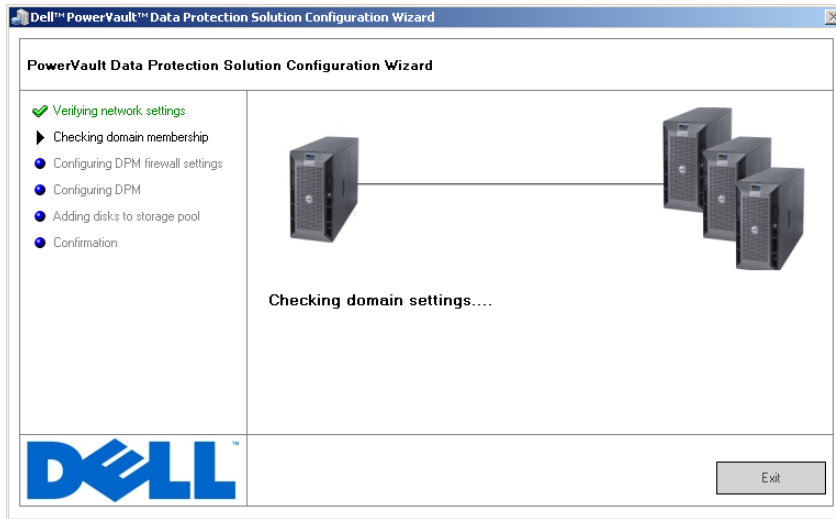 Dell™ PowerVault™ Data Protection Solution Configuration Wizard
PowerVault Data Protection Solution Configuration Wizard
Verifying network settings
Checking domain membership
Configuring DPM firewall settings
Configuring DPM
Adding disks to storage pool
Confirmation
Checking domain settings....
DELL™
Exit